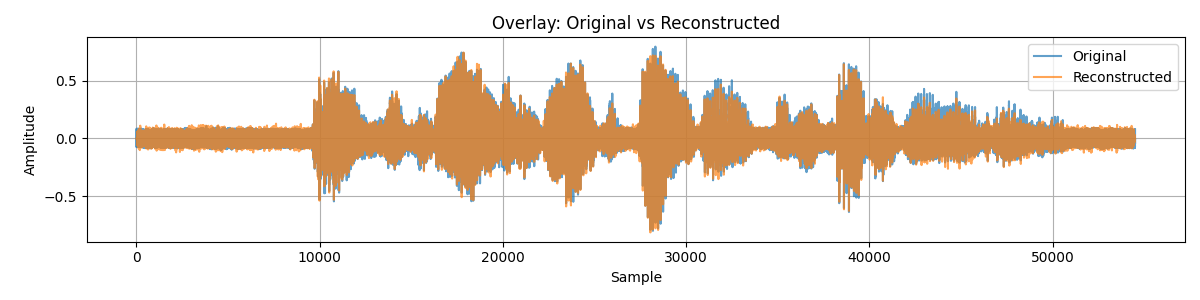 Overlay: Original vs Reconstructed
Original
Reconstructed
Amplitude
0.5
0.0
−0.5
0 10000 20000 30000 40000 50000
Sample